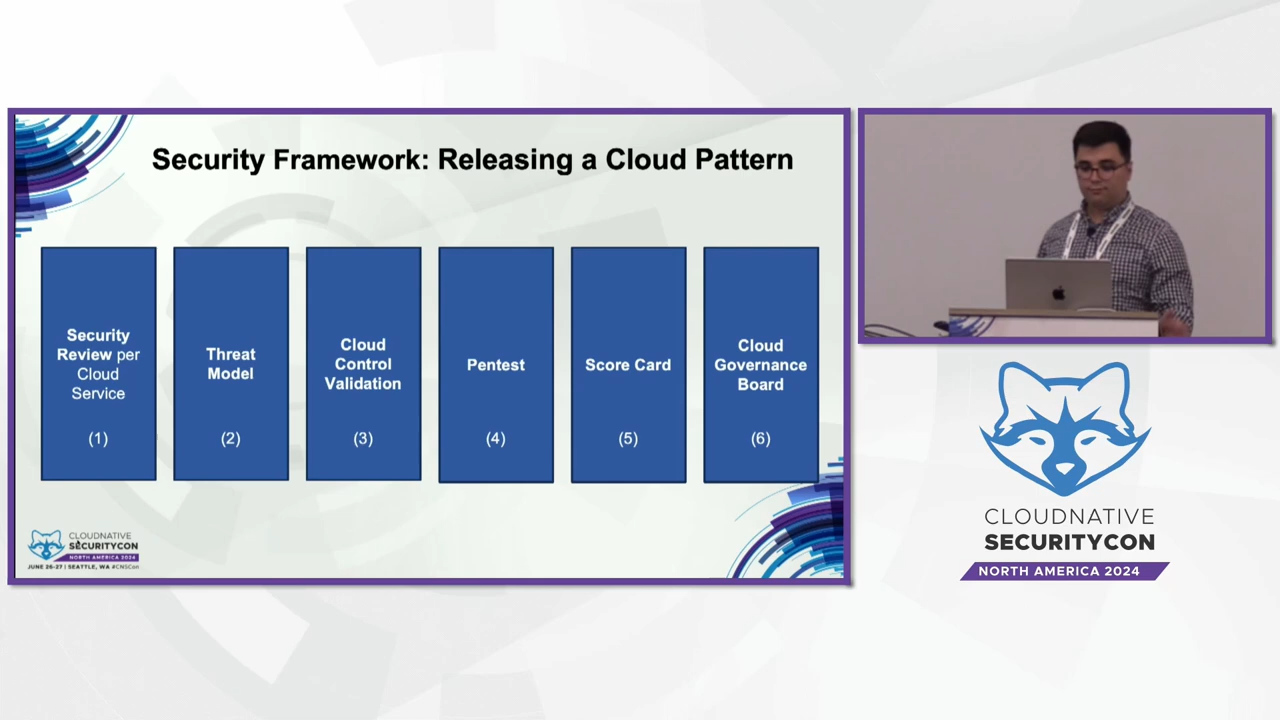 Security Framework: Releasing a Cloud Pattern
Security
Review per
Cloud
Service
(1)
Threat
Model
(2)
Cloud
Control
Validation
(3)
Pentest
(4)
Score Card
(5)
Cloud
Governance
Board
(6)
CLOUDNATIVE
SECURITYCON
NORTH AMERICA 2024
JUNE 26-27 | SEATTLE, WA #CNSCon
CLOUDNATIVE
SECURITYCON
NORTH AMERICA 2024